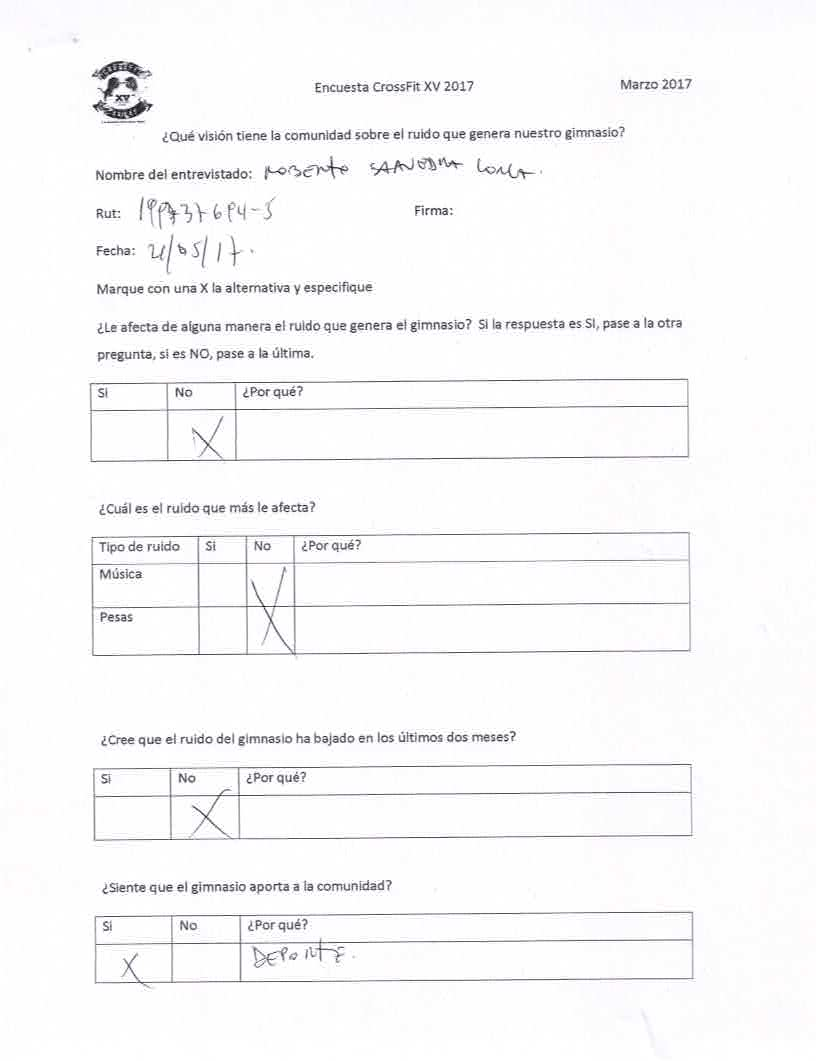 CROSSFIT
XV
Encuesta CrossFit XV 2017
Marzo 2017
¿Qué visión tiene la comunidad sobre el ruido que genera nuestro gimnasio?
Nombre del entrevistado: Roberto SAAVEDRA
Rut:
Firma:
Fecha: /05/17.
Marque con una X la alternativa y especifique
¿Le afecta de alguna manera el ruido que genera el gimnasio? Si la respuesta es SI, pase a la otra
pregunta, si es NO, pase a la última.
Si No ¿Por qué?
X
¿Cuál es el ruido que más le afecta?
Tipo de ruido Si No ¿Por qué?
Música
X
Pesas
¿Cree que el ruido del gimnasio ha bajado en los últimos dos meses?
Si No ¿Por qué?
X
¿Siente que el gimnasio aporta a la comunidad?
Si No ¿Por qué?
X DEPORTE.